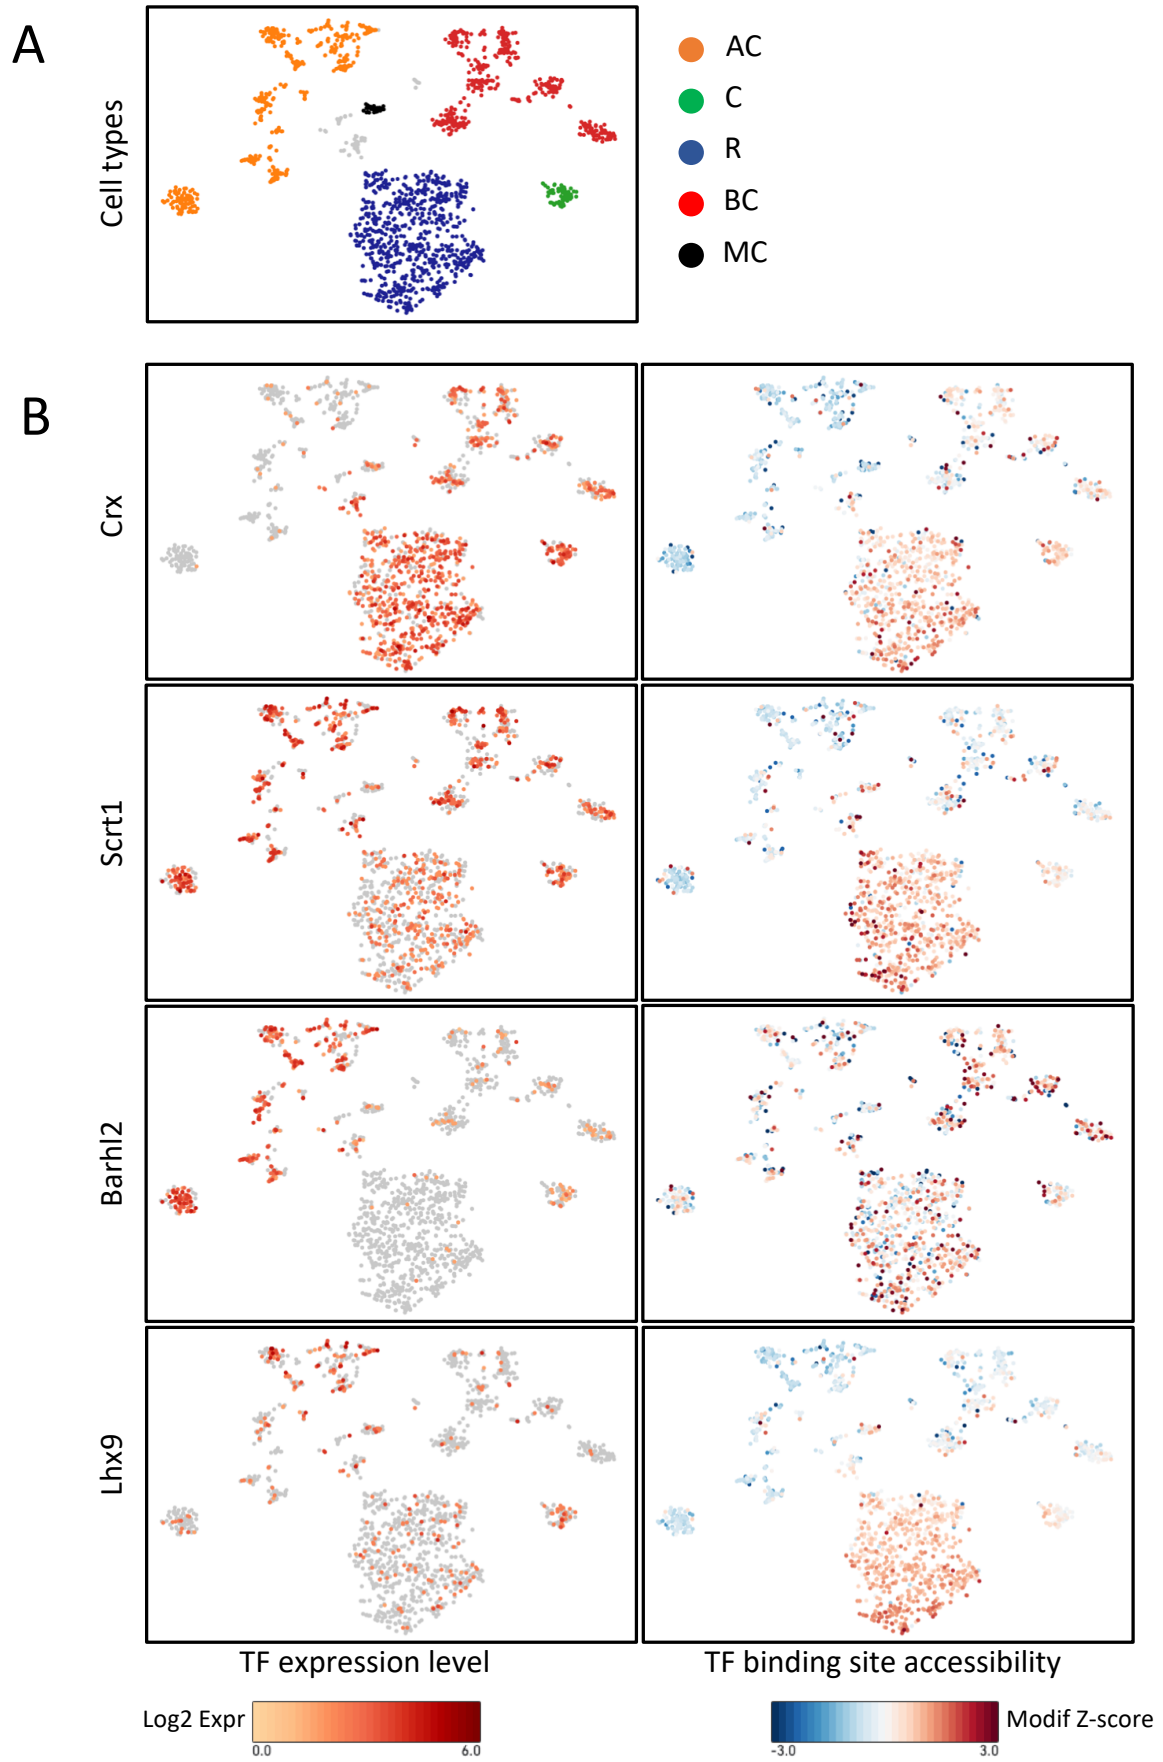 A
Cell types
AC
C
R
BC
MC
B
Crx
Scrt1
Barhl2
Lhx9
TF expression level
TF binding site accessibility
Log2 Expr
0.0
6.0
-3.0
3.0
Modif Z-score